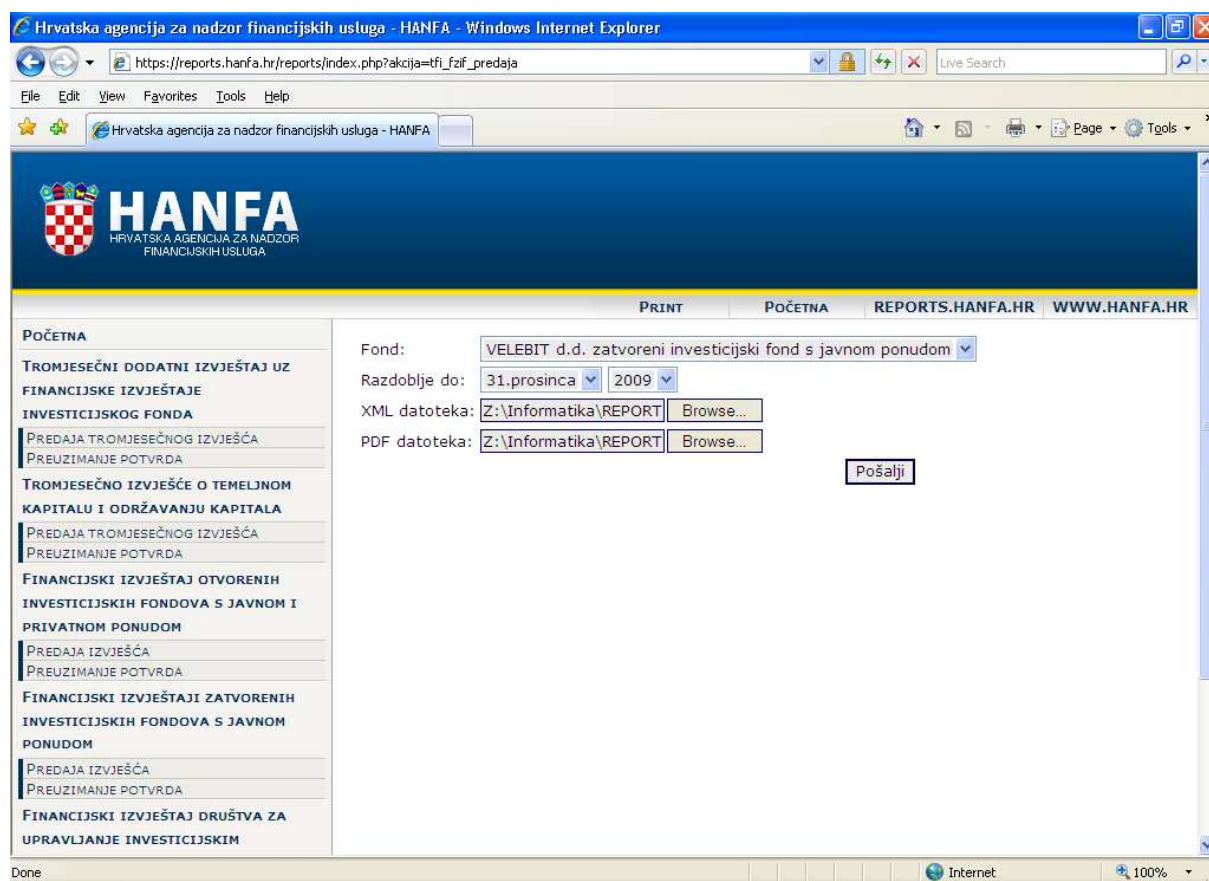 Hrvatska agencija za nadzor financijskih usluga - HANFA - Windows Internet Explorer
https://reports.hanfa.hr/reports/index.php?akcija=tfi_fzif_predaja
Live Search
File Edit View Favorites Tools Help
Hrvatska agencija za nadzor financijskih usluga - HANFA
Page Tools
HANFA
HRVATSKA AGENCIJA ZA NADZOR
FINANCIJSKIH USLUGA
PRINT POČETNA REPORTS.HANFA.HR WWW.HANFA.HR
POČETNA
TROMJESEČNI DODATNI IZVJEŠTAJ UZ
FINANCIJSKE IZVJEŠTAJE
INVESTICIJSKOG FONDA
PREDAJA TROMJESEČNOG IZVJEŠĆA
PREUZIMANJE POTVRDA
TROMJESEČNO IZVJEŠĆE O TEMELJNOM
KAPITALU I ODRŽAVANJU KAPITALA
PREDAJA TROMJESEČNOG IZVJEŠĆA
PREUZIMANJE POTVRDA
FINANCIJSKI IZVJEŠTAJ OTVORENIH
INVESTICIJSKIH FONDOVA S JAVNOM I
PRIVATNOM PONUDOM
PREDAJA IZVJEŠĆA
PREUZIMANJE POTVRDA
FINANCIJSKI IZVJEŠTAJI ZATVORENIH
INVESTICIJSKIH FONDOVA S JAVNOM
PONUDOM
PREDAJA IZVJEŠĆA
PREUZIMANJE POTVRDA
FINANCIJSKI IZVJEŠTAJ DRUŠTVA ZA
UPRAVLJANJE INVESTICIJSKIM
Fond: VELEBIT d.d. zatvoreni investicijski fond s javnom ponudom
Razdoblje do: 31.prosinca 2009
XML datoteka: Z:\Informatika\REPORT Browse...
PDF datoteka: Z:\Informatika\REPORT Browse...
Pošalji
Done Internet 100%